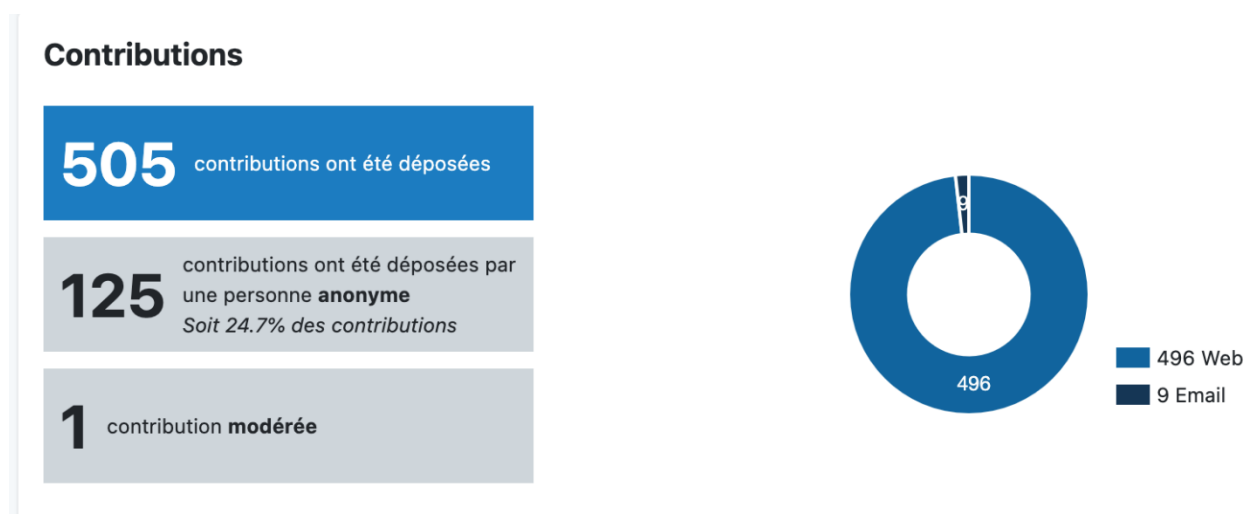 Contributions
505 contributions ont été déposées
125
contributions ont été déposées par
une personne anonyme
Soit 24.7% des contributions
1 contribution modérée
9
496
496 Web
9 Email